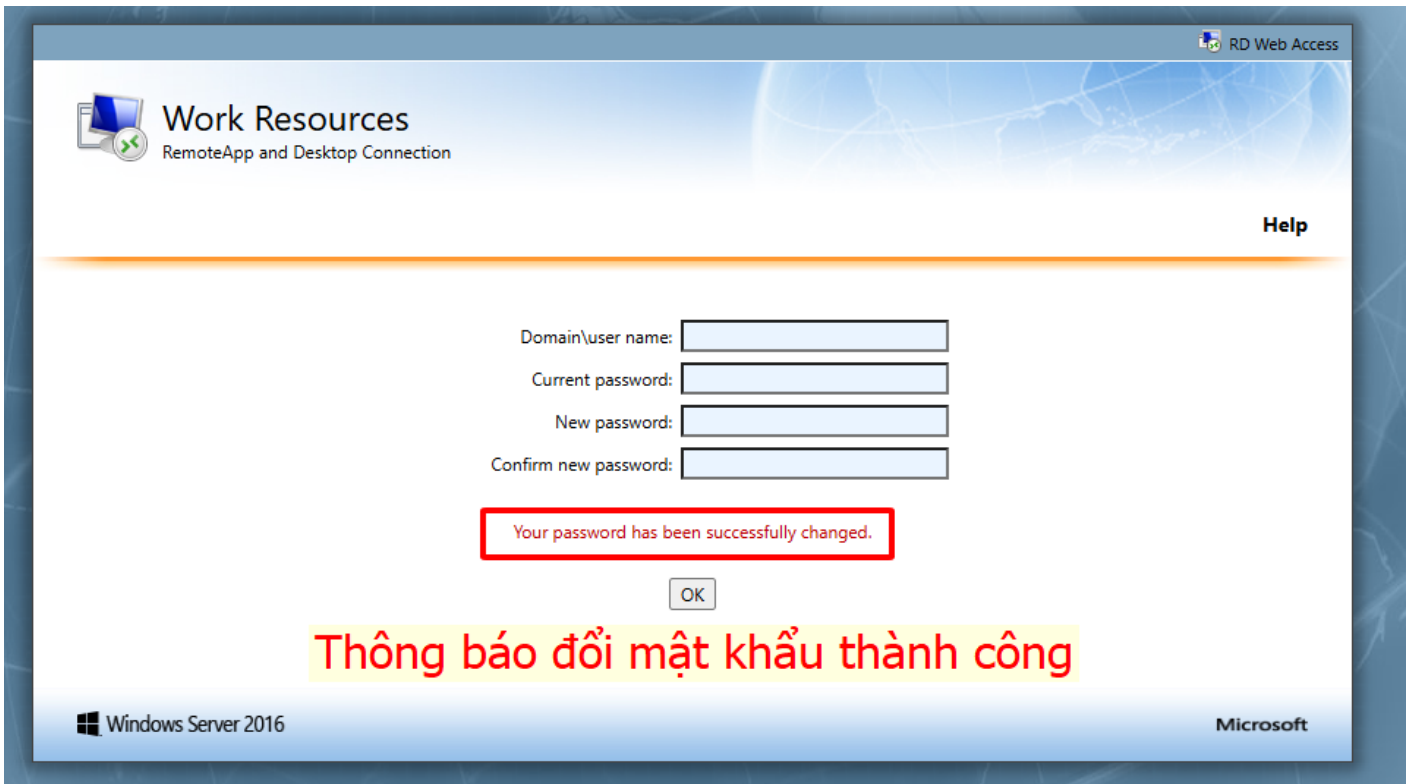 RD Web Access
Work Resources
RemoteApp and Desktop Connection
Help
Domain\user name:
Current password:
New password:
Confirm new password:
Your password has been successfully changed.
OK
Thông báo đổi mật khẩu thành công
Windows Server 2016
Microsoft